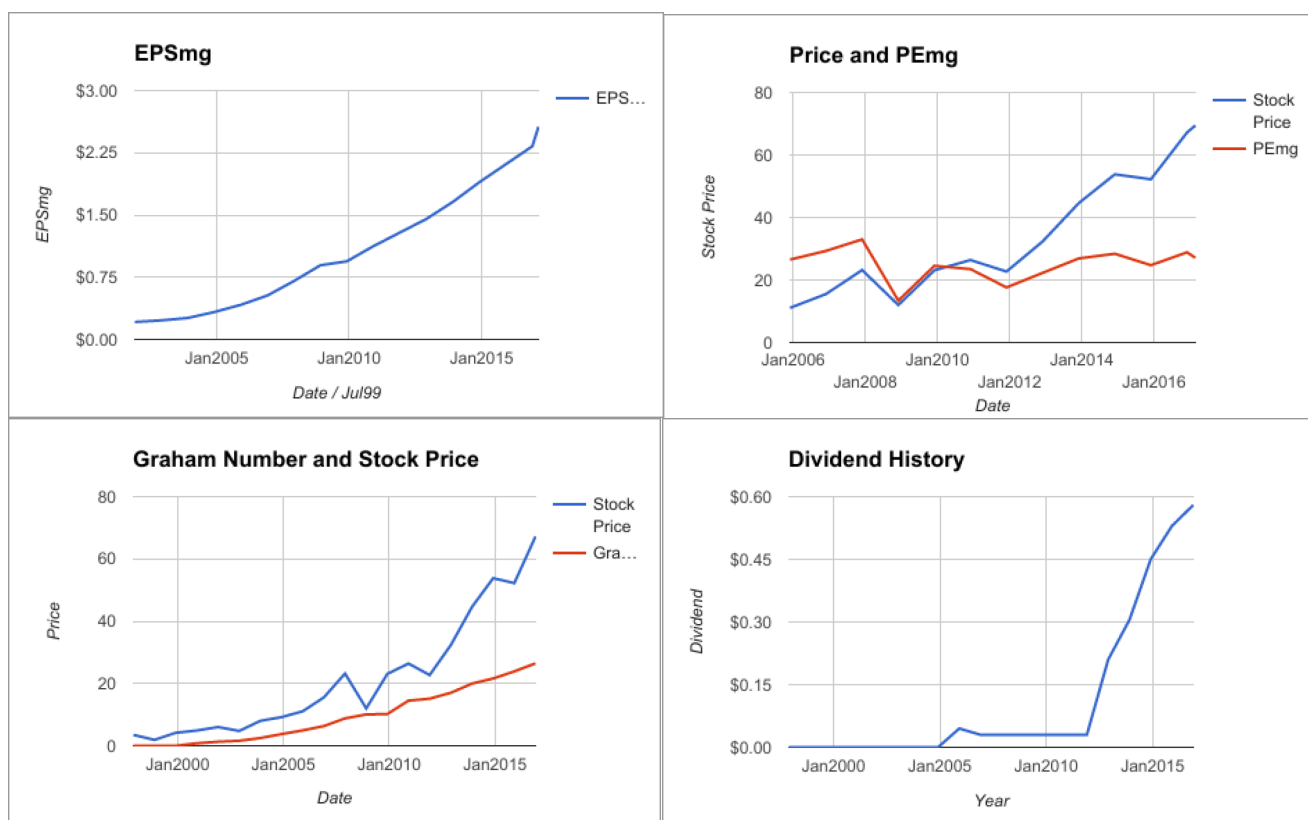 EPSmg
$3.00
$2.25
$1.50
$0.75
$0.00
EPSmg
Jan2005
Jan2010
Jan2015
Date / Jul99
EPS…
Price and PEmg
80
60
40
20
0
Stock Price
Jan2006
Jan2008
Jan2010
Jan2012
Jan2014
Jan2016
Date
Stock
Price
PEmg
Graham Number and Stock Price
80
60
40
20
0
Price
Jan2000
Jan2005
Jan2010
Jan2015
Date
Stock
Price
Gra…
Dividend History
$0.60
$0.45
$0.30
$0.15
$0.00
Dividend
Jan2000
Jan2005
Jan2010
Jan2015
Year